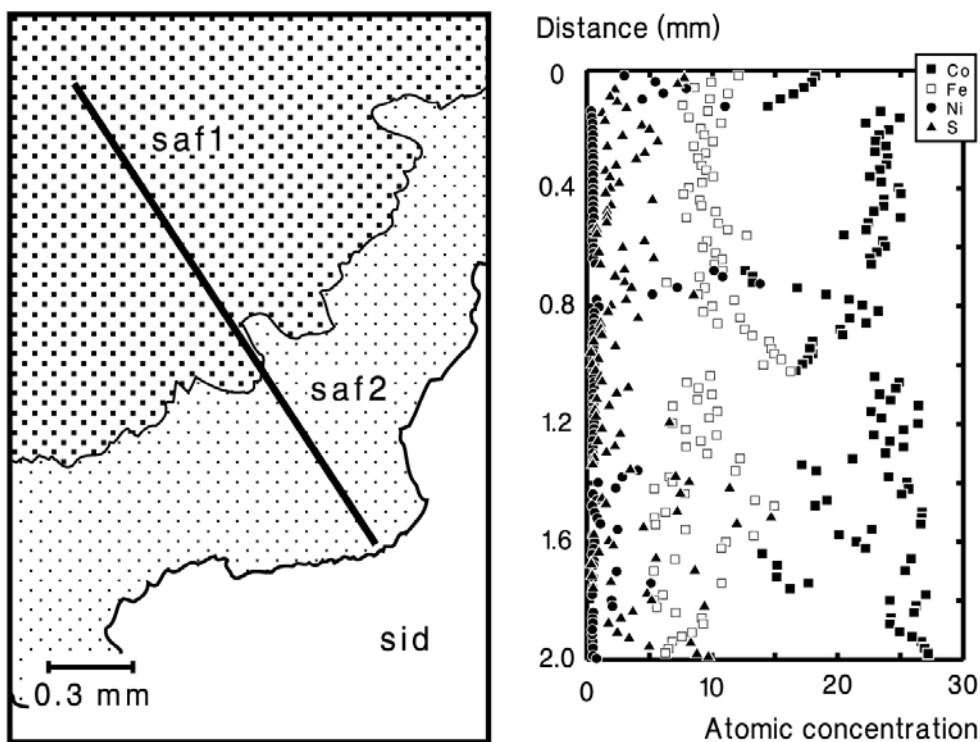 saf1
saf2
sid
0.3 mm
Distance (mm)
Co
Fe
Ni
S
0
0.4
0.8
1.2
1.6
2.0
0 10 20 30
Atomic concentration